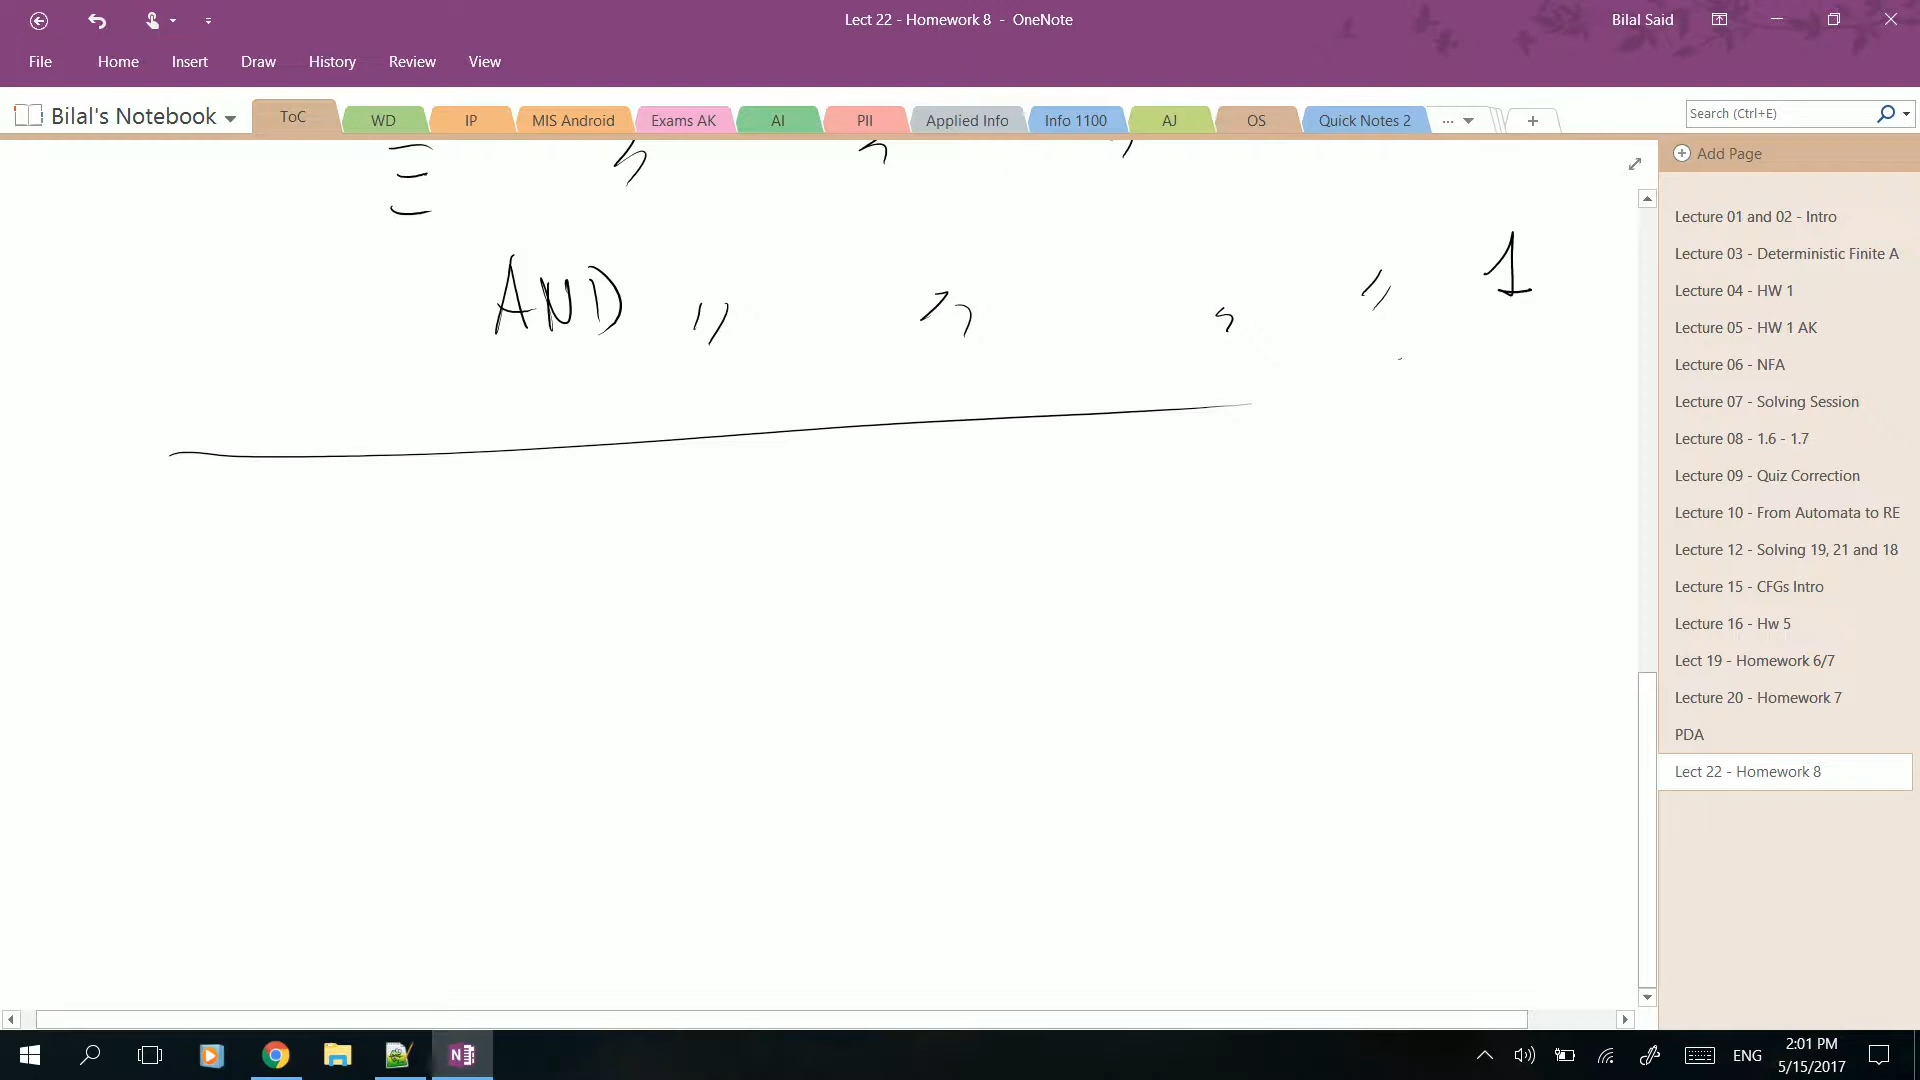 Lect 22 - Homework 8 - OneNote
Bilal Said
File Home Insert Draw History Review View
Bilal's Notebook
ToC WD IP MIS Android Exams AK AI PII Applied Info Info 1100 AJ OS Quick Notes 2 ...
Search (Ctrl+E)
Add Page
Lecture 01 and 02 - Intro
Lecture 03 - Deterministic Finite A
Lecture 04 - HW 1
Lecture 05 - HW 1 AK
Lecture 06 - NFA
Lecture 07 - Solving Session
Lecture 08 - 1.6 - 1.7
Lecture 09 - Quiz Correction
Lecture 10 - From Automata to RE
Lecture 12 - Solving 19, 21 and 18
Lecture 15 - CFGs Intro
Lecture 16 - Hw 5
Lect 19 - Homework 6/7
Lecture 20 - Homework 7
PDA
Lect 22 - Homework 8
AND " " " " 1
ENG
2:01 PM
5/15/2017